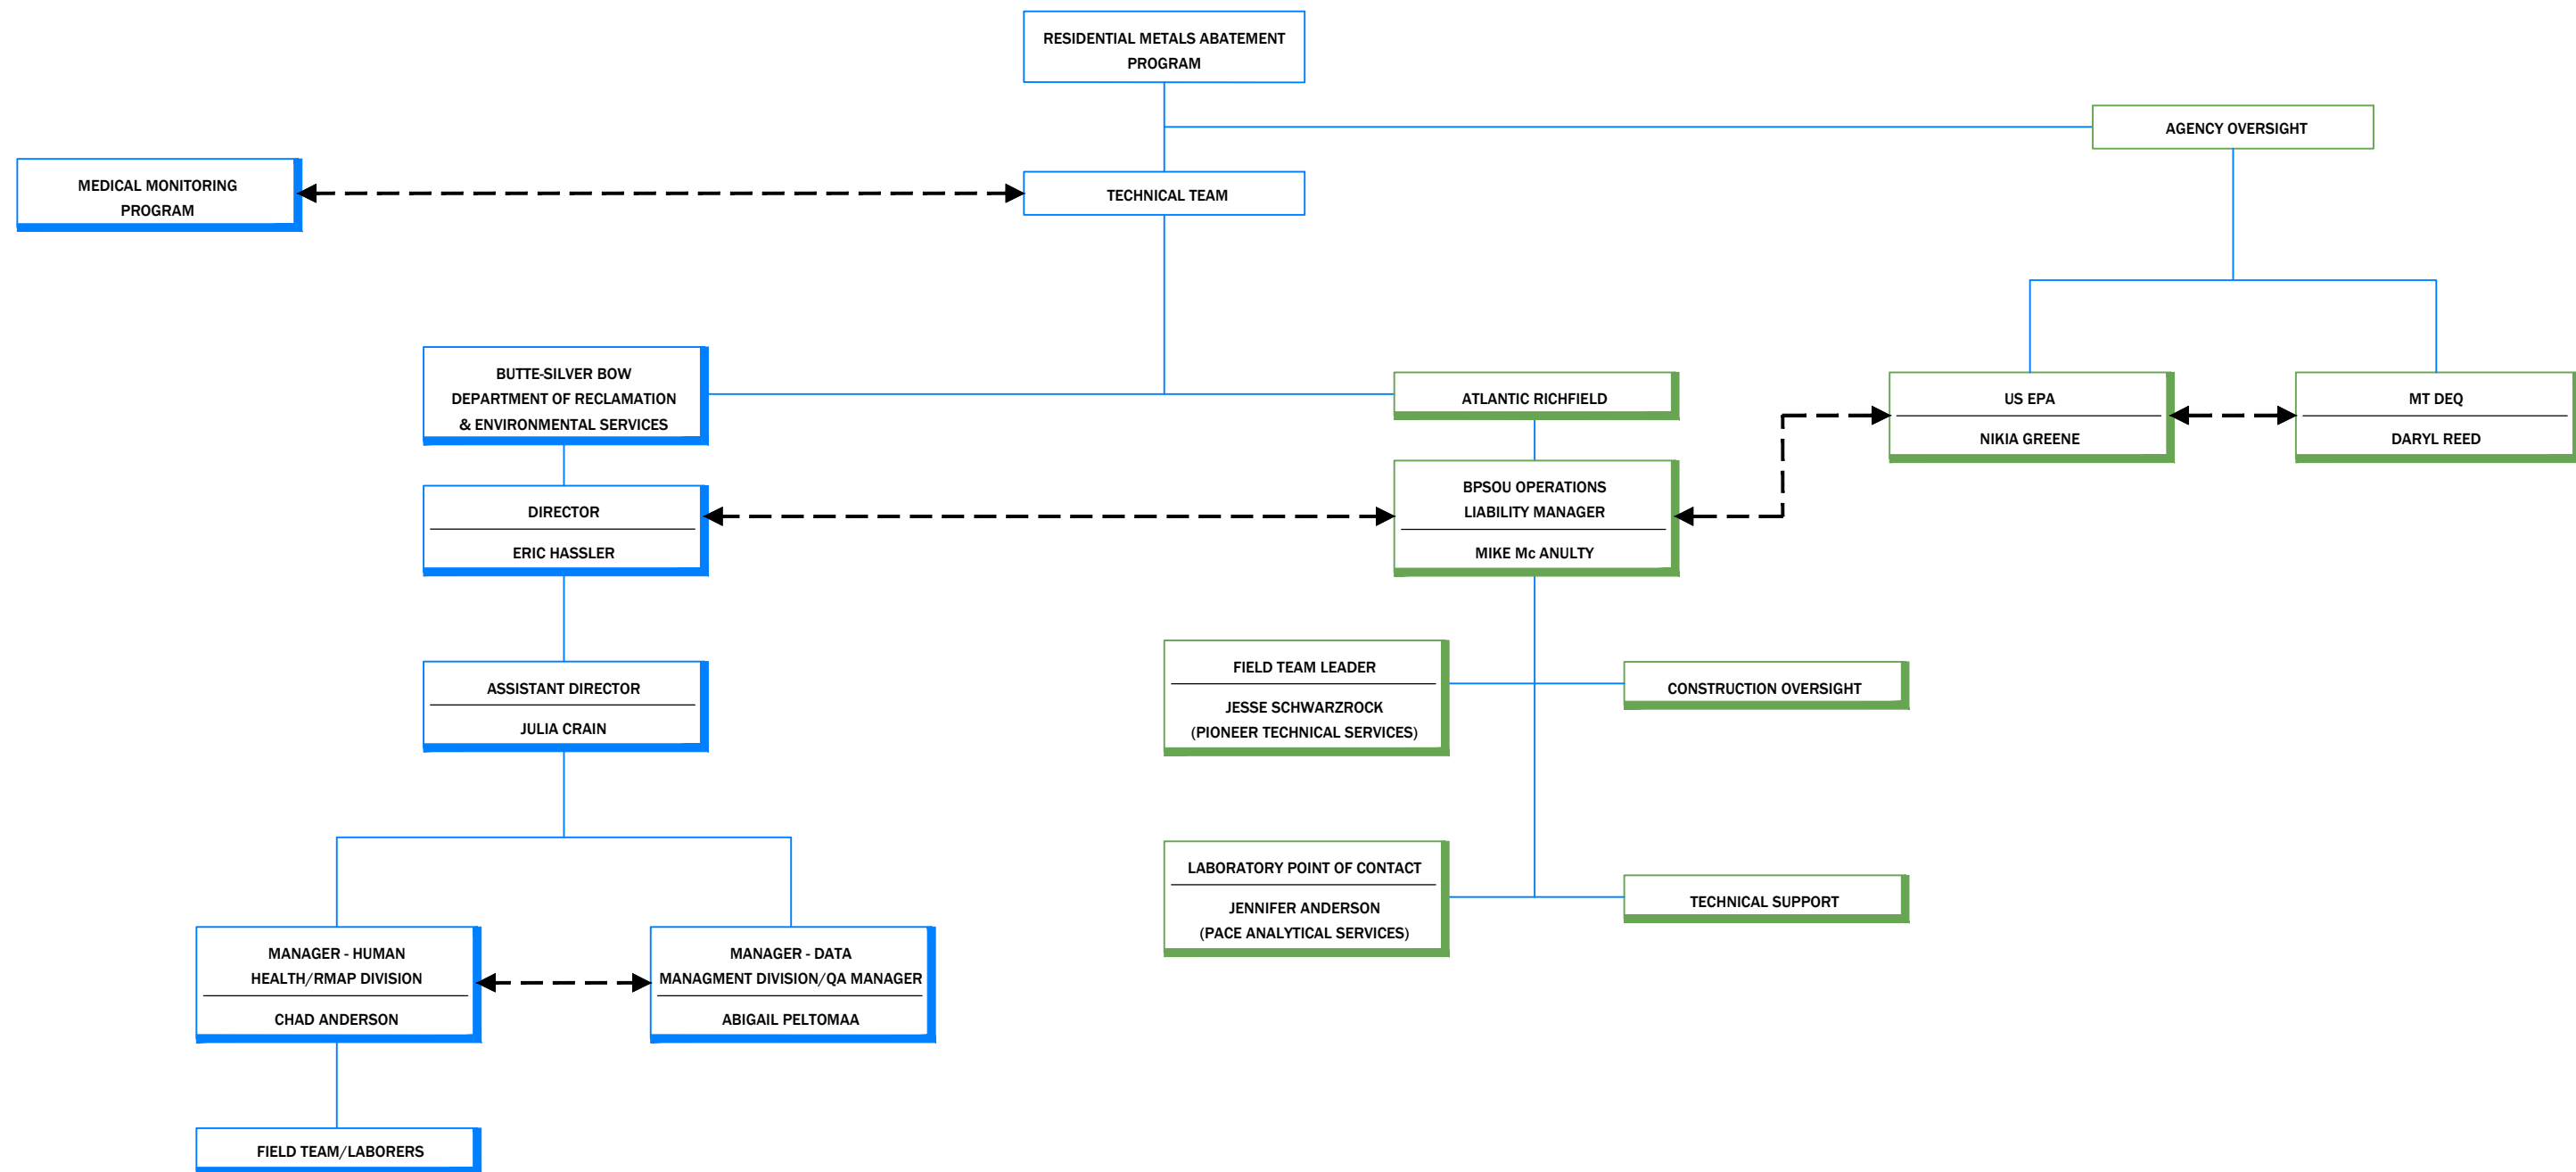 RESIDENTIAL METALS ABATEMENT
PROGRAM
AGENCY OVERSIGHT
MEDICAL MONITORING
PROGRAM
TECHNICAL TEAM
BUTTE-SILVER BOW
DEPARTMENT OF RECLAMATION
& ENVIRONMENTAL SERVICES
ATLANTIC RICHFIELD
US EPA
NIKIA GREENE
MT DEQ
DARYL REED
DIRECTOR
ERIC HASSLER
BPSOU OPERATIONS
LIABILITY MANAGER
MIKE Mc ANULTY
ASSISTANT DIRECTOR
JULIA CRAIN
FIELD TEAM LEADER
JESSE SCHWARZROCK
(PIONEER TECHNICAL SERVICES)
CONSTRUCTION OVERSIGHT
LABORATORY POINT OF CONTACT
JENNIFER ANDERSON
(PACE ANALYTICAL SERVICES)
TECHNICAL SUPPORT
MANAGER - HUMAN
HEALTH/RMAP DIVISION
CHAD ANDERSON
MANAGER - DATA
MANAGMENT DIVISION/QA MANAGER
ABIGAIL PELTOMAA
FIELD TEAM/LABORERS